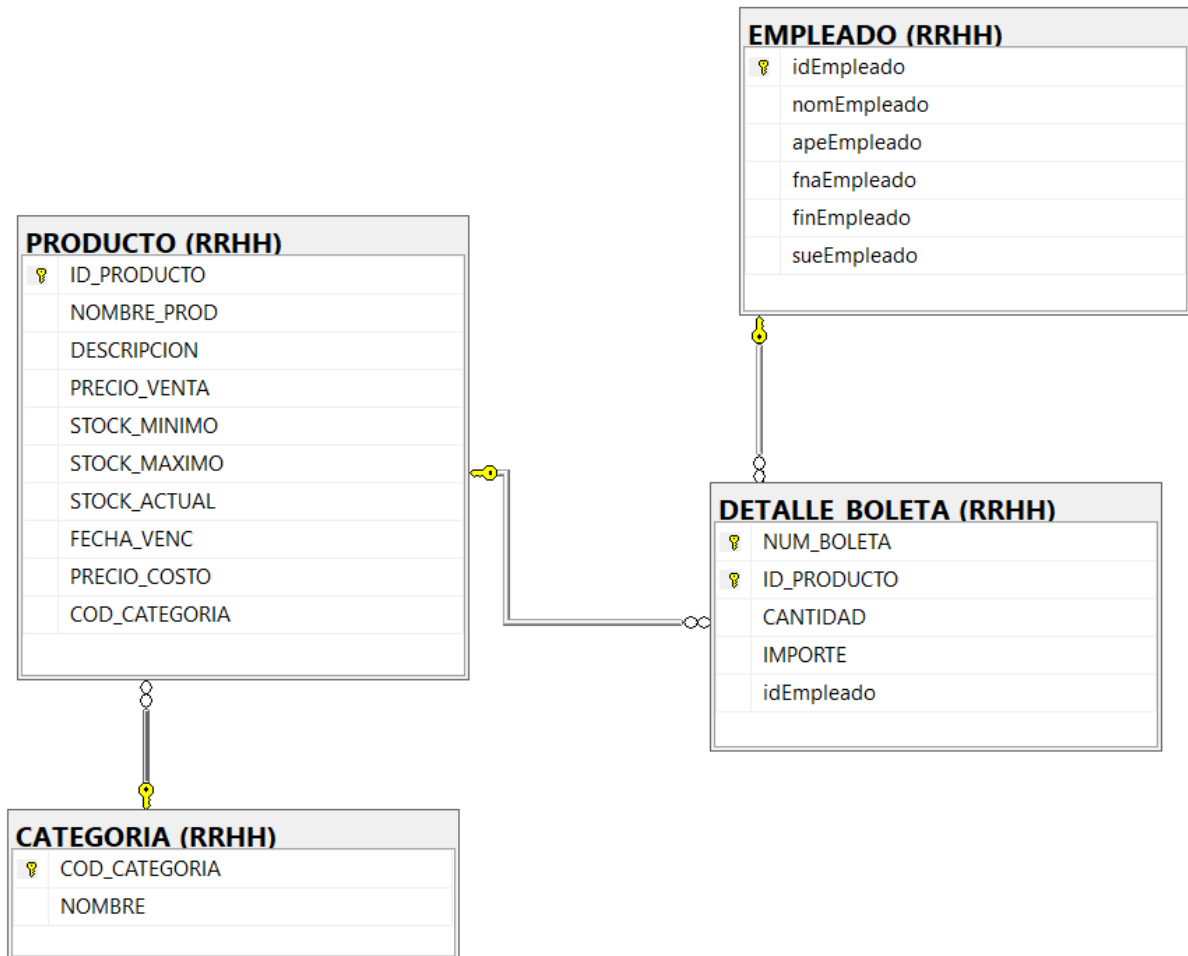 EMPLEADO (RRHH)
idEmpleado
nomEmpleado
apeEmpleado
fnaEmpleado
finEmpleado
sueEmpleado
PRODUCTO (RRHH)
ID_PRODUCTO
NOMBRE_PROD
DESCRIPCION
PRECIO_VENTA
STOCK_MINIMO
STOCK_MAXIMO
STOCK_ACTUAL
FECHA_VENC
PRECIO_COSTO
COD_CATEGORIA
DETALLE_BOLETA (RRHH)
NUM_BOLETA
ID_PRODUCTO
CANTIDAD
IMPORTE
idEmpleado
CATEGORIA (RRHH)
COD_CATEGORIA
NOMBRE